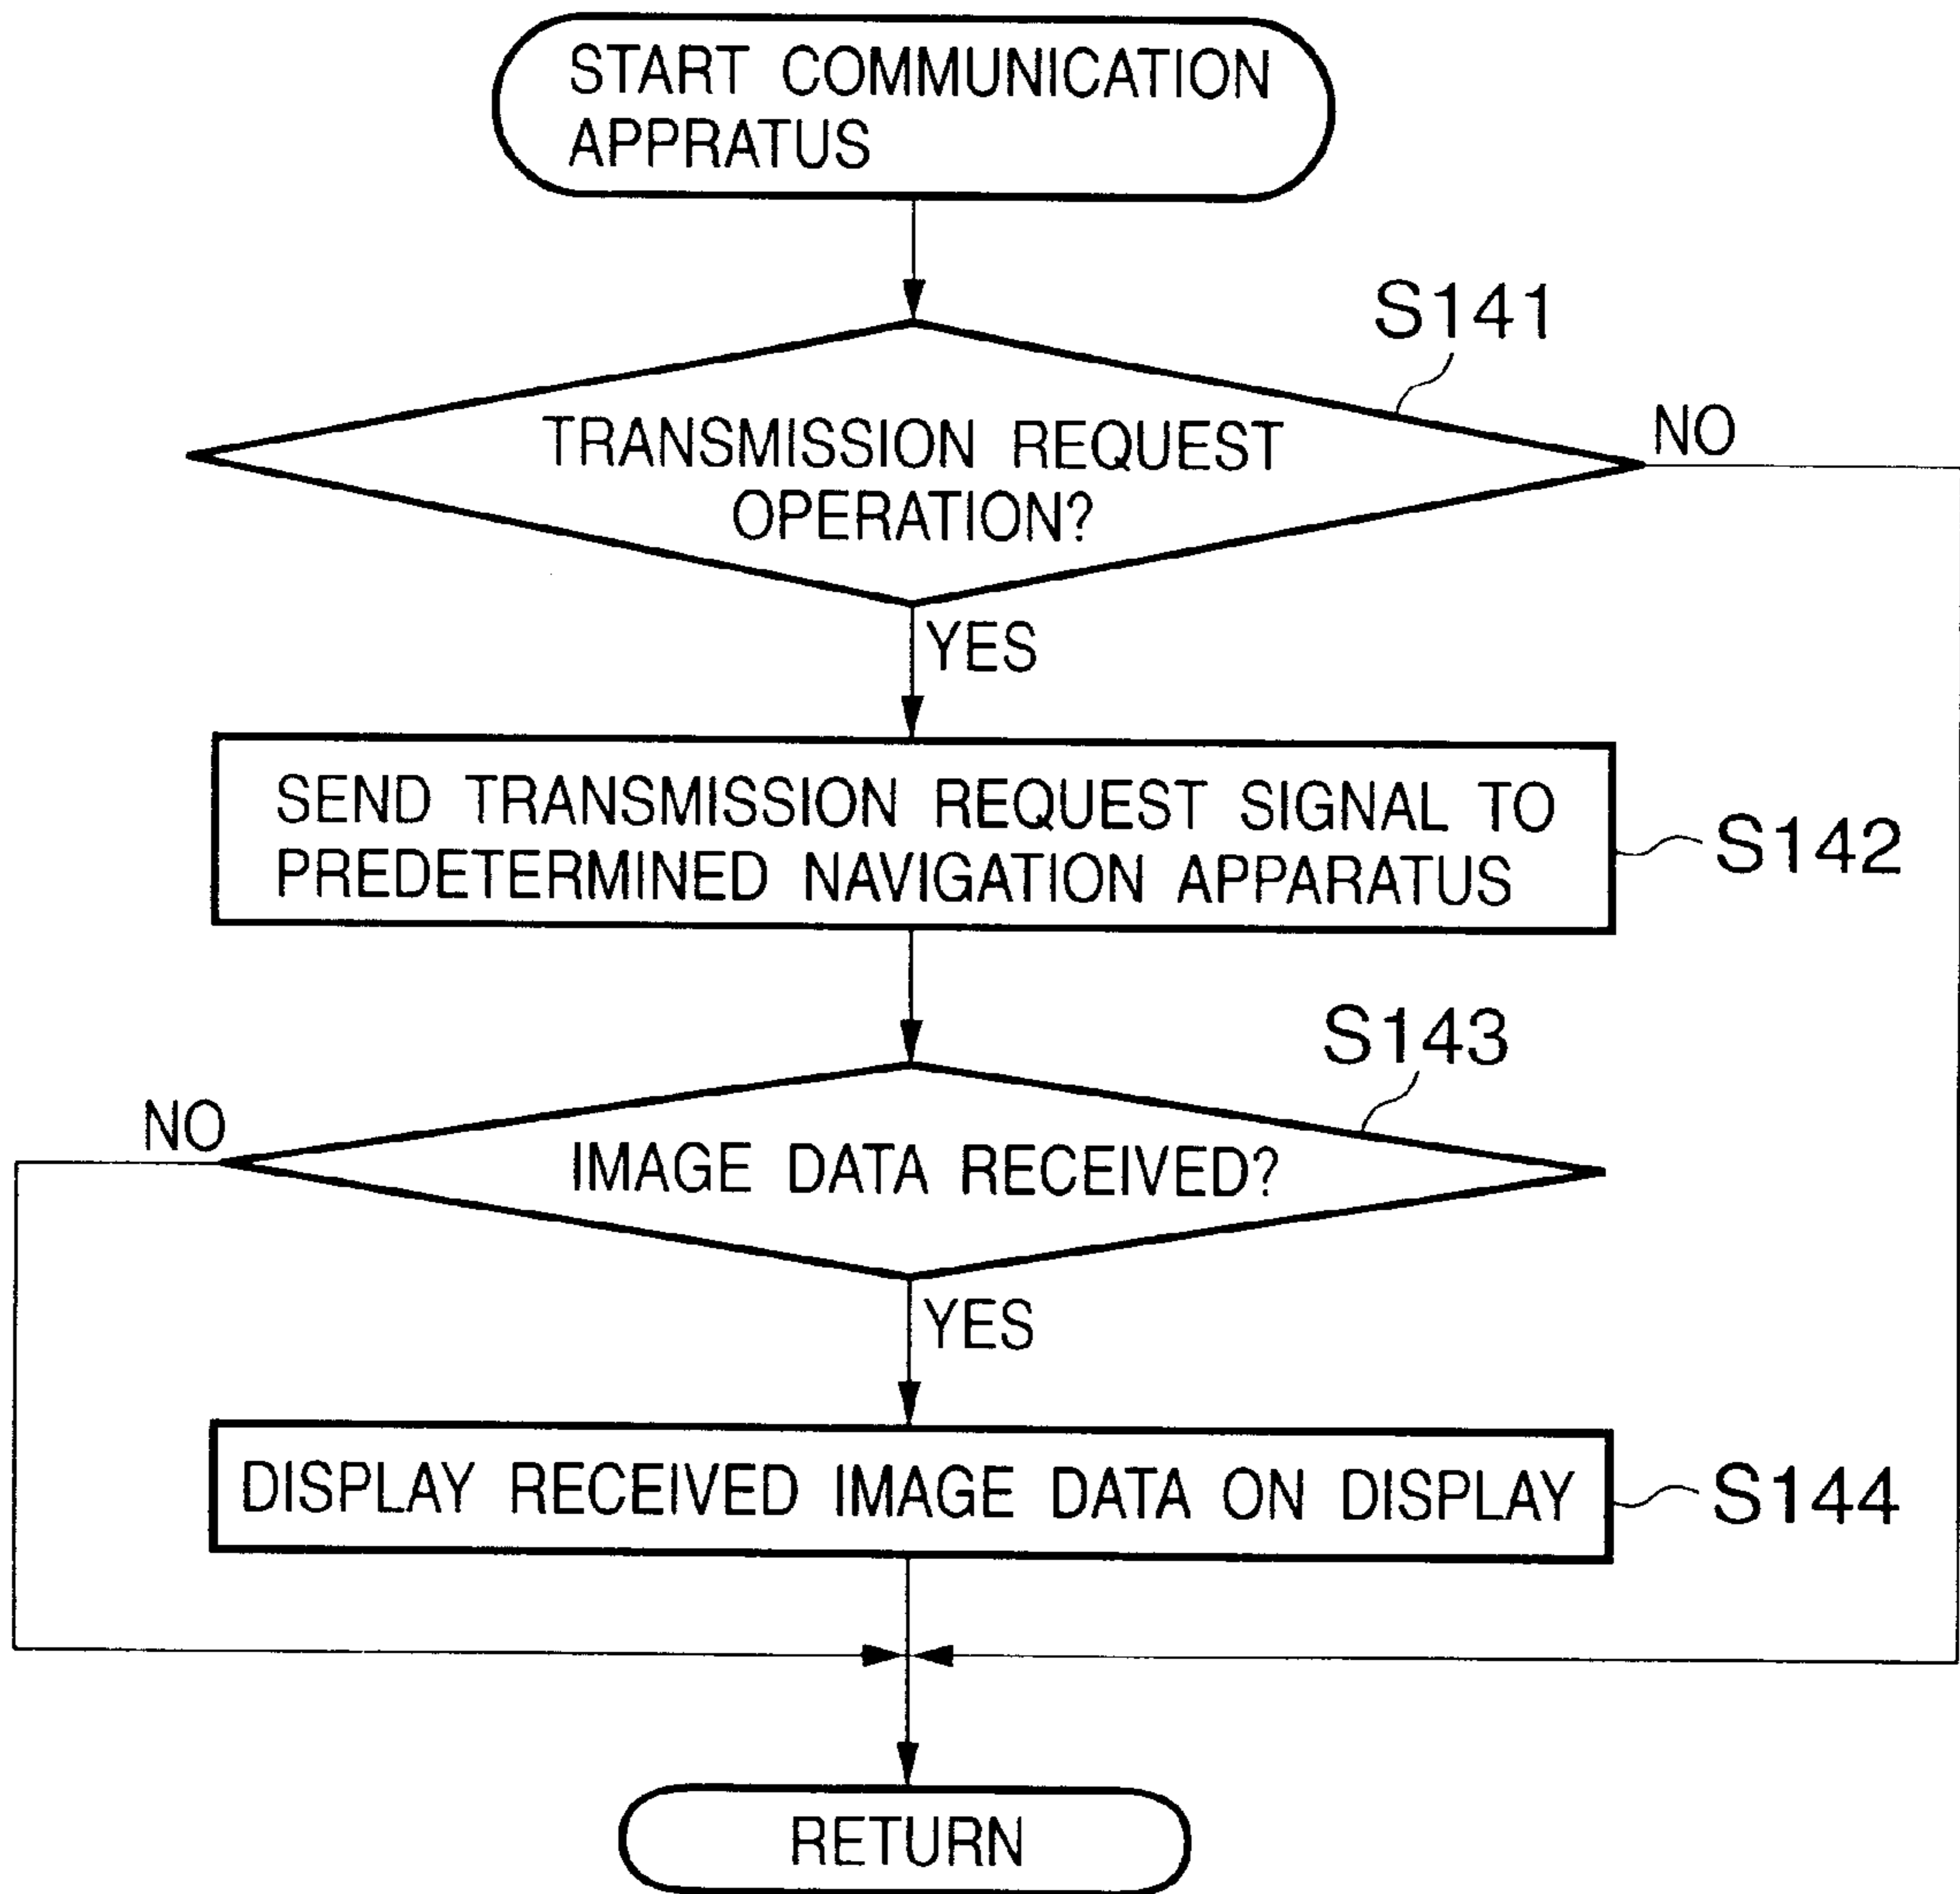 START COMMUNICATION
APPRATUS
S141
TRANSMISSION REQUEST
OPERATION?
NO
YES
SEND TRANSMISSION REQUEST SIGNAL TO
PREDETERMINED NAVIGATION APPARATUS
S142
S143
NO
IMAGE DATA RECEIVED?
YES
DISPLAY RECEIVED IMAGE DATA ON DISPLAY
S144
RETURN